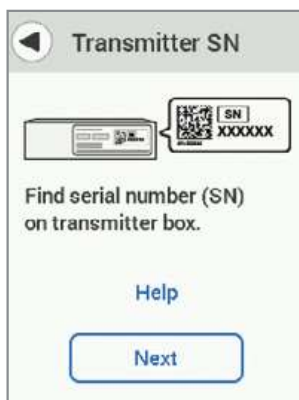 Transmitter SN
SN
XXXXXX
Find serial number (SN)
on transmitter box.
Help
Next